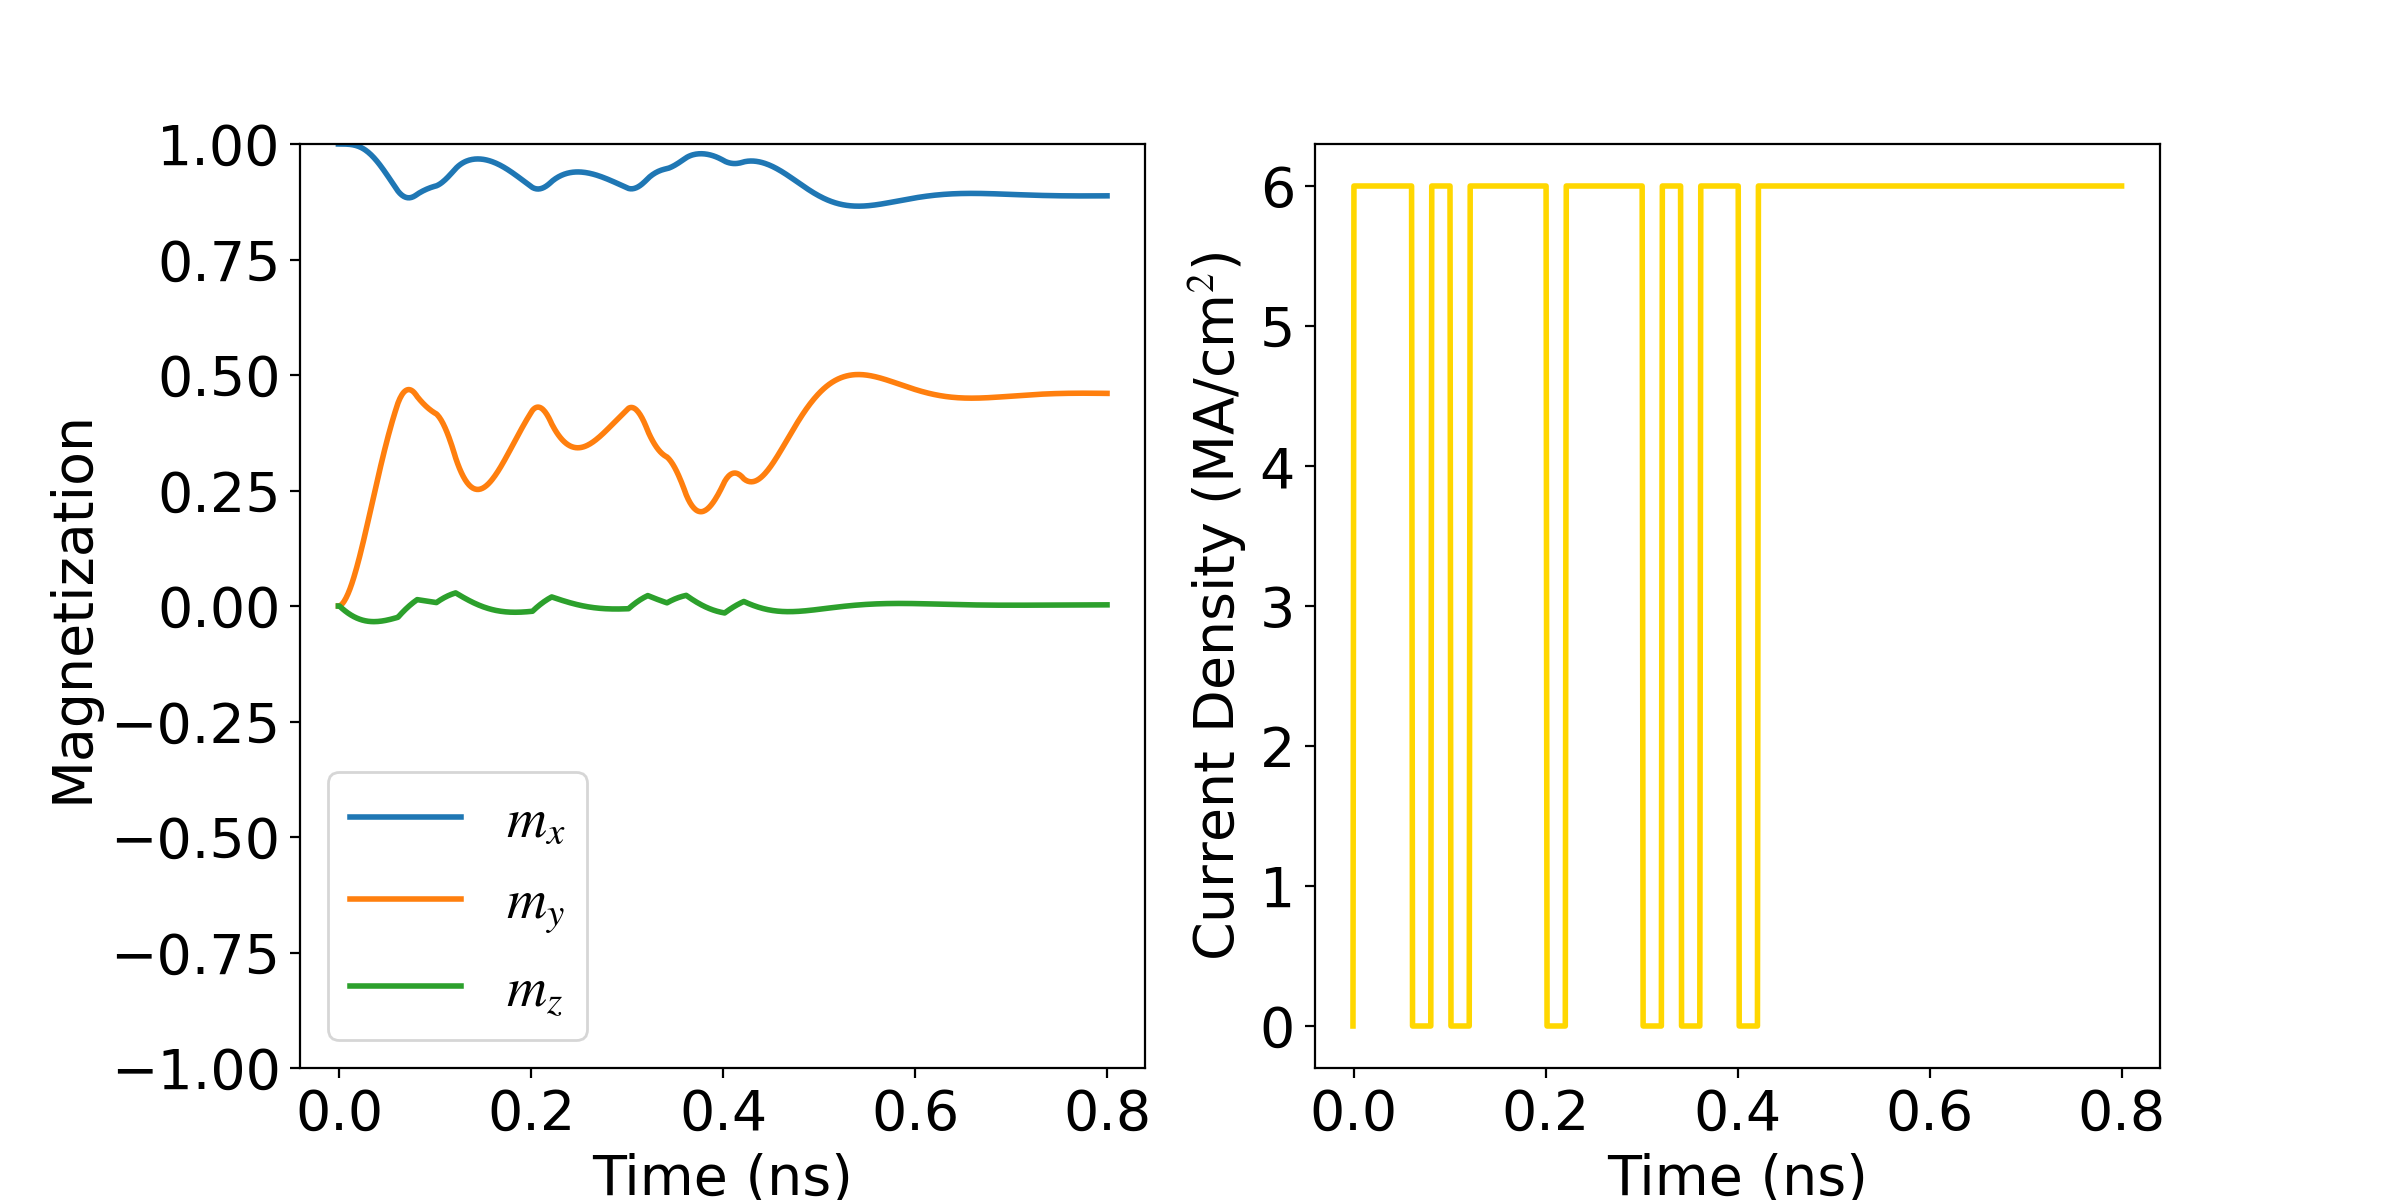 1.00
0.75
0.50
0.25
0.00
−0.25
−0.50
−0.75
−1.00
Magnetization
m_x
m_y
m_z
0.0 0.2 0.4 0.6 0.8
Time (ns)
6
5
4
3
2
1
0
Current Density (MA/cm²)
0.0 0.2 0.4 0.6 0.8
Time (ns)